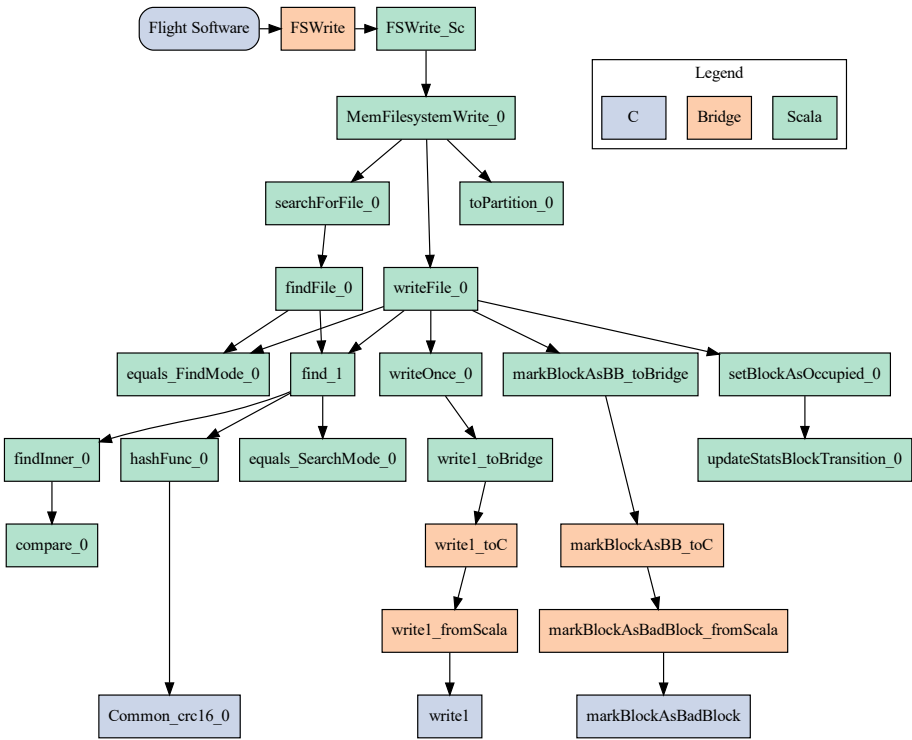 Flight Software
FSWrite
FSWrite_Sc
Legend
C
Bridge
Scala
MemFilesystemWrite_0
searchForFile_0
toPartition_0
findFile_0
writeFile_0
equals_FindMode_0
find_1
writeOnce_0
markBlockAsBB_toBridge
setBlockAsOccupied_0
findInner_0
hashFunc_0
equals_SearchMode_0
write1_toBridge
updateStatsBlockTransition_0
compare_0
write1_toC
markBlockAsBB_toC
write1_fromScala
markBlockAsBadBlock_fromScala
Common_crc16_0
write1
markBlockAsBadBlock